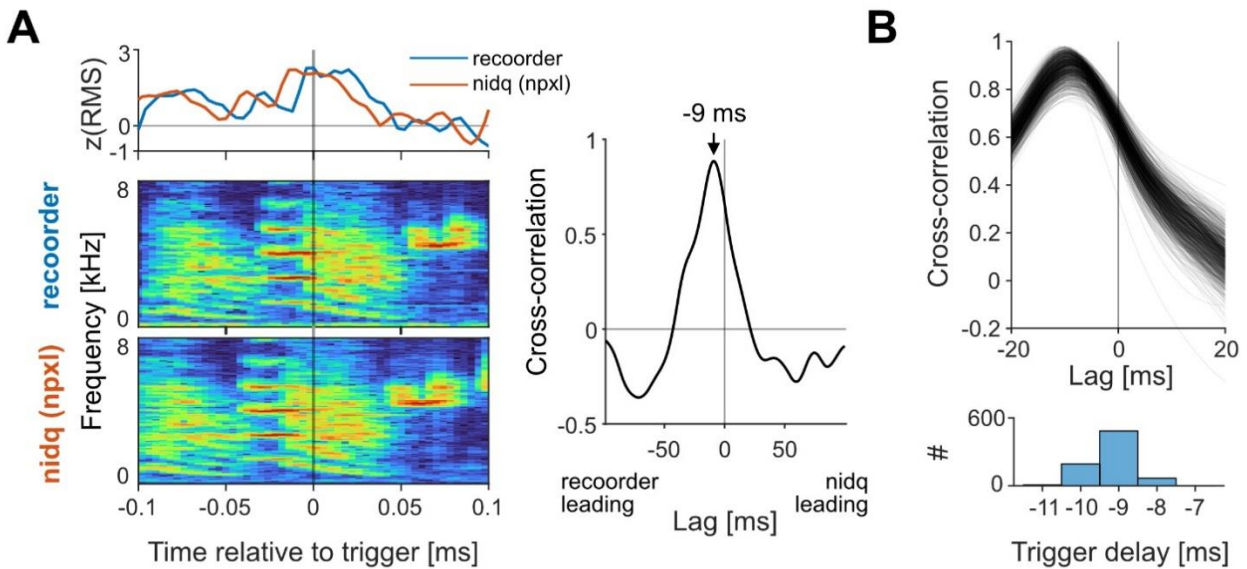 A
z(RMS)
3
0
-1
recoorder
nidq (npxl)
recoorder
nidq (npxl)
Frequency [kHz]
8
0
8
0
-0.1
-0.05
0
0.05
0.1
Time relative to trigger [ms]
-9 ms
Cross-correlation
1
0.5
0
-0.5
-50
0
50
recoorder
leading
nidq
leading
Lag [ms]
B
Cross-correlation
1
0.8
0.6
0.4
0.2
0
-0.2
-20
0
20
Lag [ms]
#
600
0
-11
-10
-9
-8
-7
Trigger delay [ms]